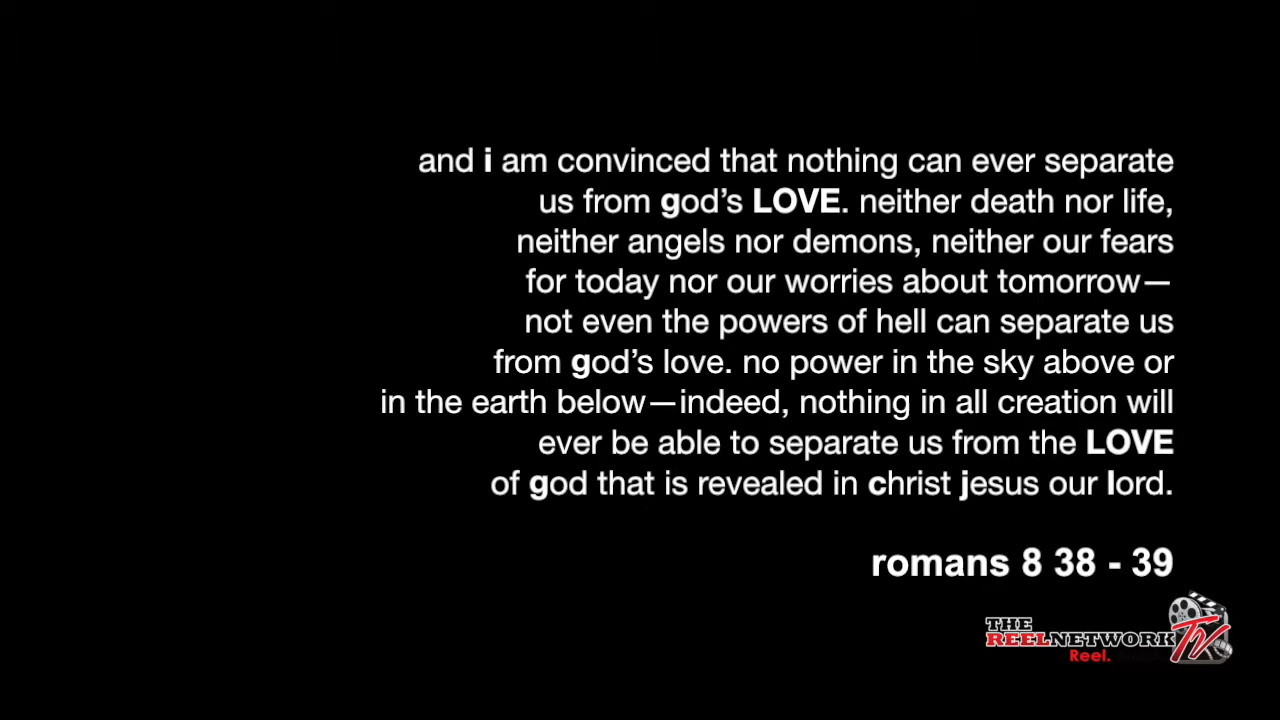 and i am convinced that nothing can ever separate
us from god’s LOVE. neither death nor life,
neither angels nor demons, neither our fears
for today nor our worries about tomorrow—
not even the powers of hell can separate us
from god’s love. no power in the sky above or
in the earth below—indeed, nothing in all creation will
ever be able to separate us from the LOVE
of god that is revealed in christ jesus our lord.
romans 8 38 - 39
THE
REELNETWORK TV
Reel.